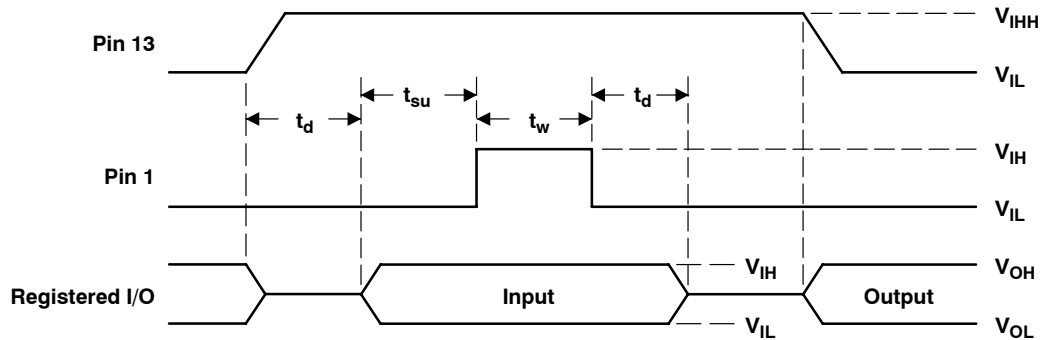 Pin 13
V_IHH
V_IL
t_d
t_su
t_w
t_d
Pin 1
V_IH
V_IL
Registered I/O
Input
V_IH
V_IL
Output
V_OH
V_OL